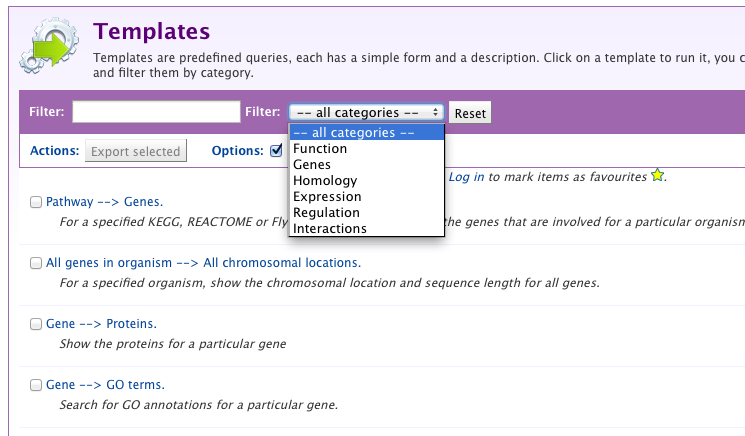 Templates
Templates are predefined queries, each has a simple form and a description. Click on a template to run it, you c
and filter them by category.
Filter: Filter: -- all categories -- Reset
-- all categories --
Function
Genes
Homology
Expression
Regulation
Interactions
Actions: Export selected Options:
Log in to mark items as favourites
Pathway --> Genes.
For a specified KEGG, REACTOME or Fly the genes that are involved for a particular organism
All genes in organism --> All chromosomal locations.
For a specified organism, show the chromosomal location and sequence length for all genes.
Gene --> Proteins.
Show the proteins for a particular gene
Gene --> GO terms.
Search for GO annotations for a particular gene.